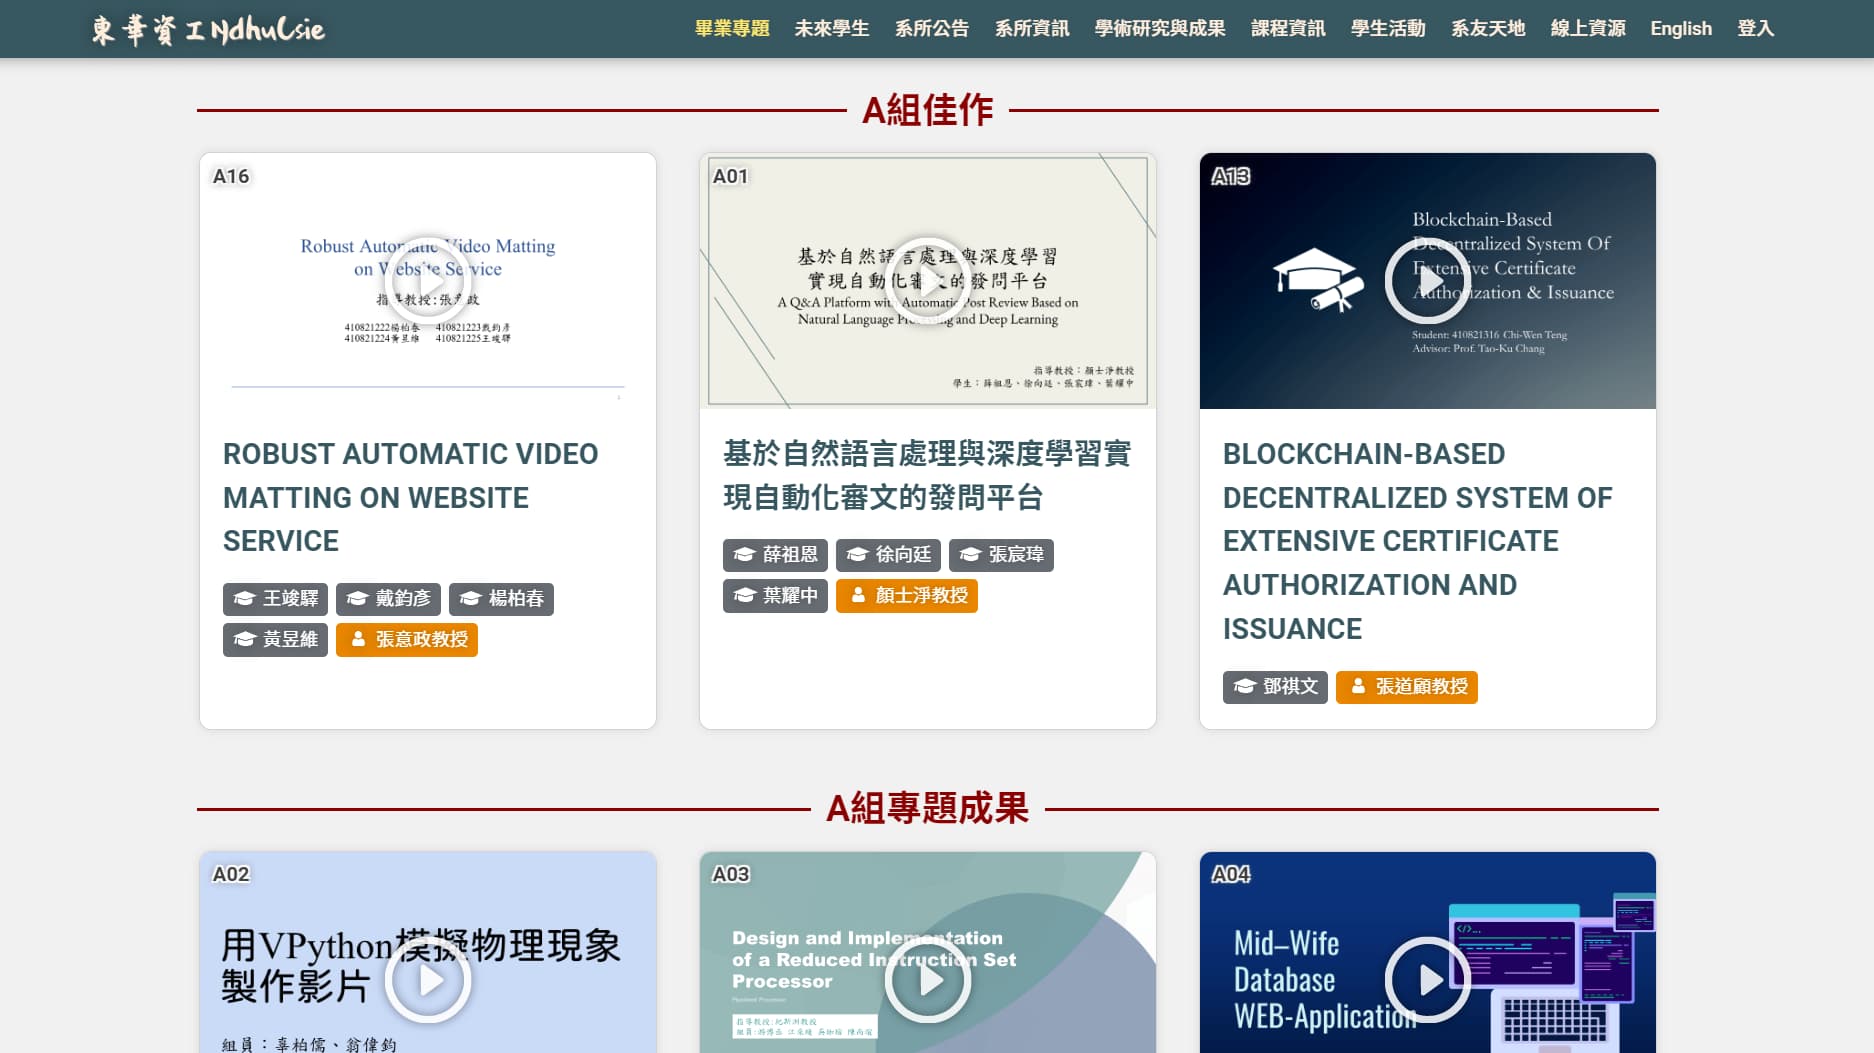 東華資工NdhuCsie
畢業專題 未來學生 系所公告 系所資訊 學術研究與成果 課程資訊 學生活動 系友天地 線上資源 English 登入
A組佳作
A16
Robust Automatic Video Matting
on Website Service
指導教授:張意政
410821222楊柏春 410821223戴鈞彥
410821224黃昱維 410821225王竣驛
ROBUST AUTOMATIC VIDEO
MATTING ON WEBSITE
SERVICE
王竣驛 戴鈞彥 楊柏春
黃昱維 張意政教授
A01
基於自然語言處理與深度學習
實現自動化審文的發問平台
A Q&A Platform with Automatic Post Review Based on
Natural Language Processing and Deep Learning
指導教授：顏士淨教授
學生：薛祖恩、徐向廷、張宸瑋、葉耀中
基於自然語言處理與深度學習實
現自動化審文的發問平台
薛祖恩 徐向廷 張宸瑋
葉耀中 顏士淨教授
A13
Blockchain-Based
Decentralized System Of
Extensive Certificate
Authorization & Issuance
Student: 410821316 Chi-Wen Teng
Advisor: Prof. Tao-Ku Chang
BLOCKCHAIN-BASED
DECENTRALIZED SYSTEM OF
EXTENSIVE CERTIFICATE
AUTHORIZATION AND
ISSUANCE
鄧祺文 張道顧教授
A組專題成果
A02
用VPython模擬物理現象
製作影片
組員：辜柏儒、翁偉鈞
A03
Design and Implementation
of a Reduced Instruction Set
Processor
Pipelined Processor
A04
Mid–Wife
Database
WEB-Application